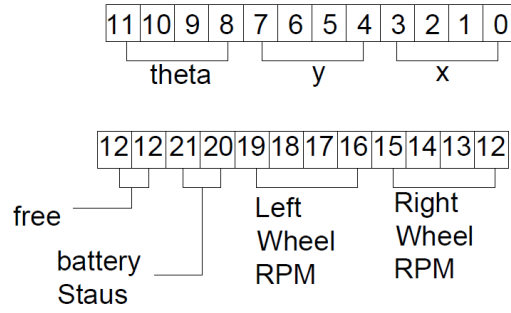 11 10 9 8 7 6 5 4 3 2 1 0
theta y x
12 12 21 20 19 18 17 16 15 14 13 12
free
battery
Staus
Left
Wheel
RPM
Right
Wheel
RPM